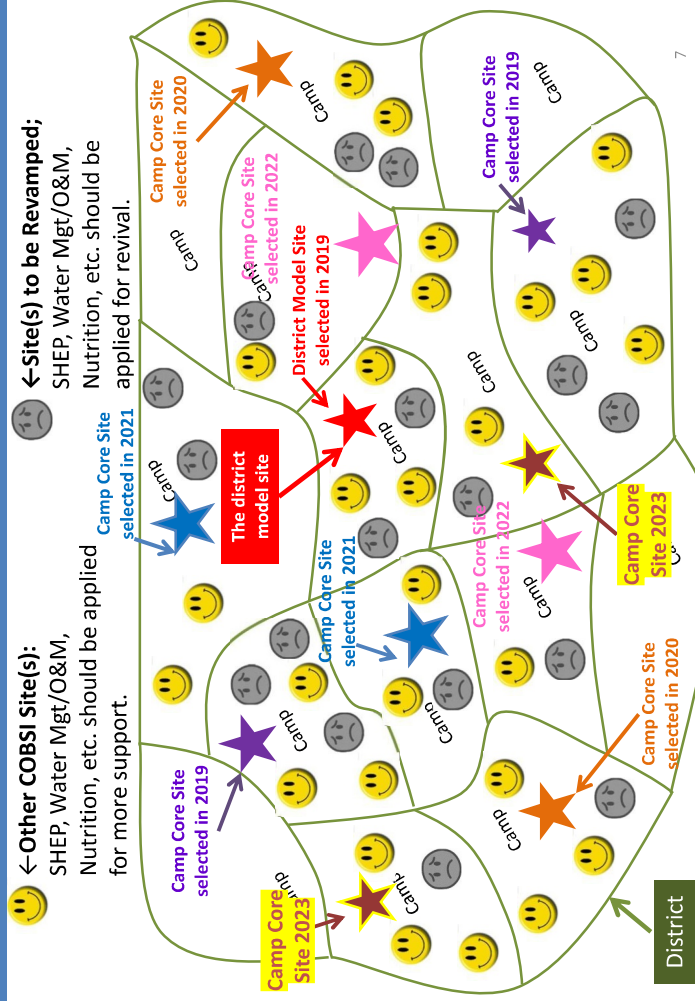 ←Other COBSI Site(s):
SHEP, Water Mgt/O&M,
Nutrition, etc. should be applied
for more support.
←Site(s) to be Revamped;
SHEP, Water Mgt/O&M,
Nutrition, etc. should be
applied for revival.
Camp Core Site
selected in 2021
Camp
Camp
Camp Core Site
selected in 2020
Camp Core Site
selected in 2019
The district
model site
Camp Core Site
selected in 2022
Camp
Camp Core
Site 2023
Camp
District Model Site
selected in 2019
Camp
Camp Core Site
selected in 2021
Camp
Camp
Camp
Camp Core Site
selected in 2022
Camp
Camp Core Site
selected in 2019
Camp
Camp
Camp
Camp
Camp Core
Site 2023
Camp Core Site
selected in 2020
District
7